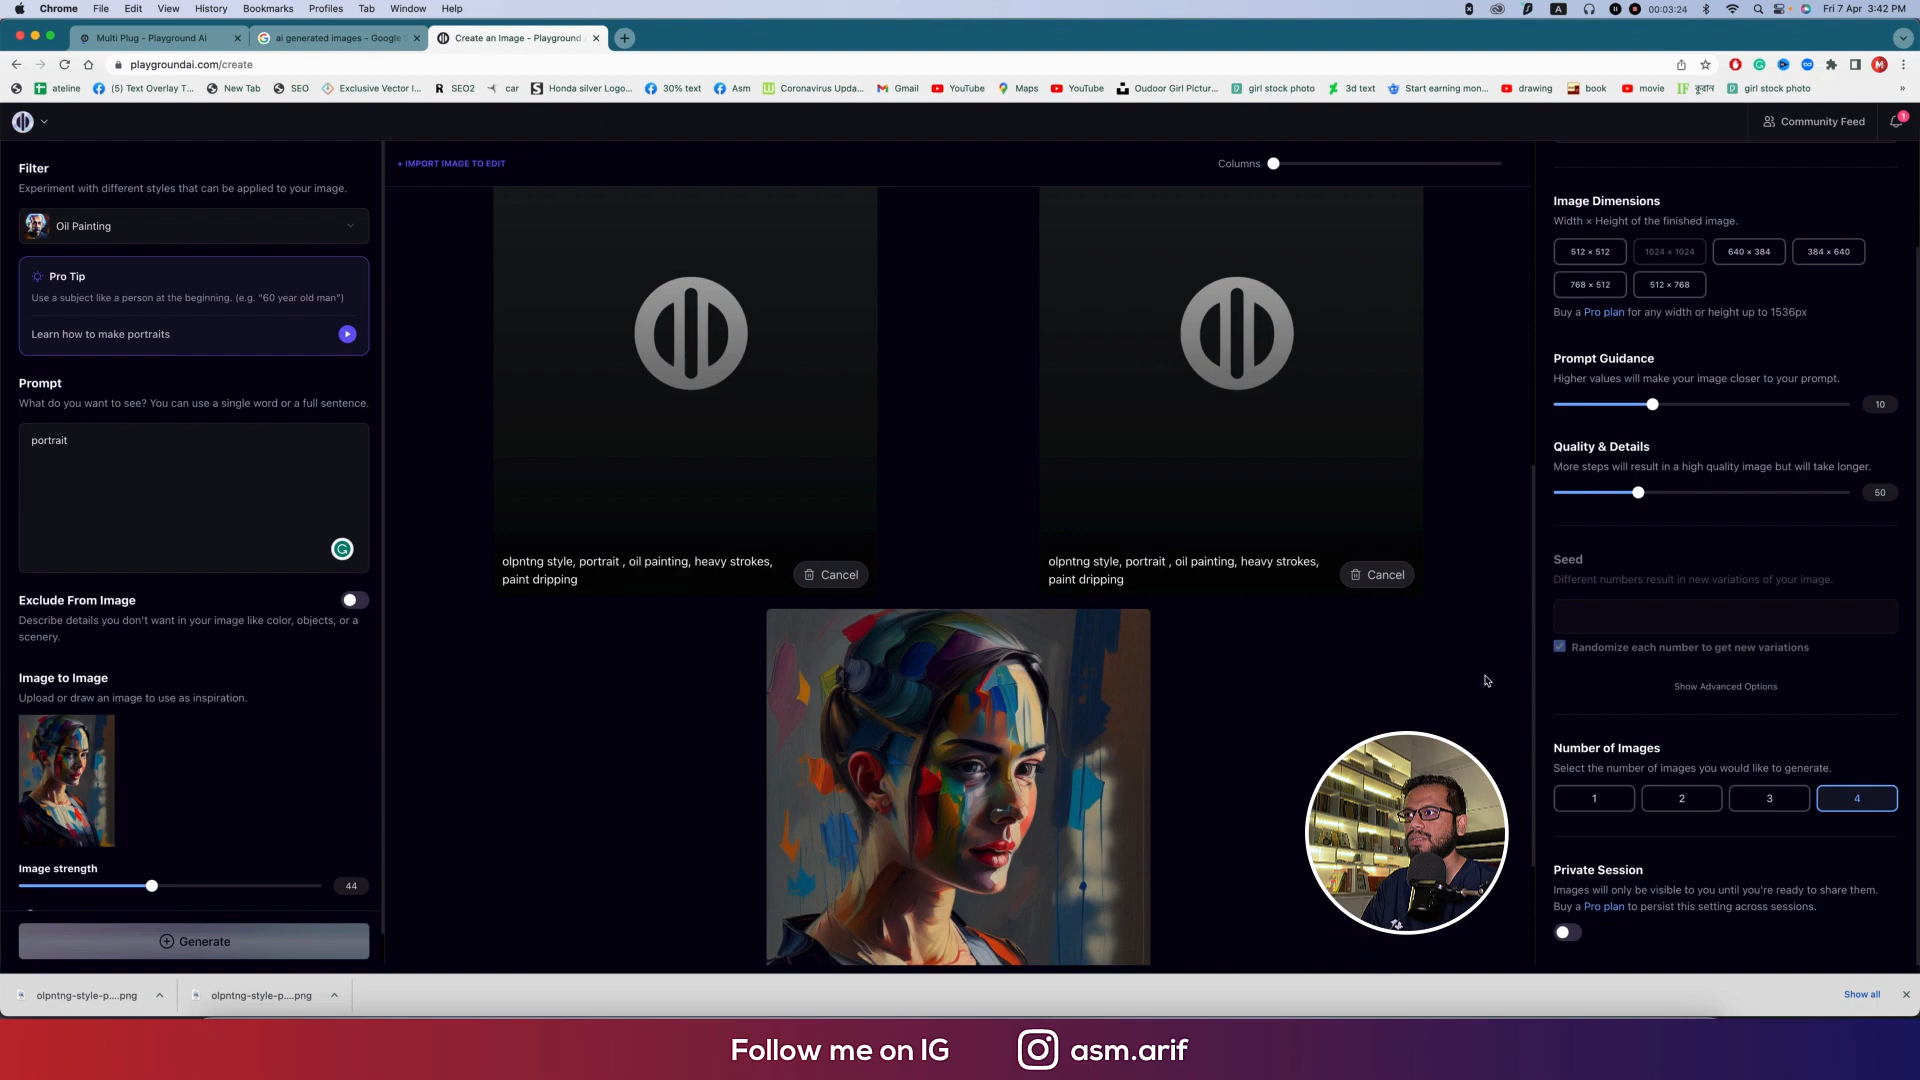 Chrome File Edit View History Bookmarks Profiles Tab Window Help
A 00:03:24 Fri 7 Apr 3:42 PM
Multi Plug - Playground AI
ai generated images - Google
Create an Image - Playground
playgroundai.com/create
M
ateline (5) Text Overlay T... New Tab SEO Exclusive Vector I... R SEO2 car Honda silver Logo... 30% text Asm Coronavirus Upda... Gmail YouTube Maps YouTube Oudoor Girl Pictur... girl stock photo 3d text Start earning mon... drawing book movie IF কুরান girl stock photo »
Community Feed
1
Filter
Experiment with different styles that can be applied to your image.
Oil Painting
Pro Tip
Use a subject like a person at the beginning. (e.g. "60 year old man")
Learn how to make portraits
Prompt
What do you want to see? You can use a single word or a full sentence.
portrait
Exclude From Image
Describe details you don't want in your image like color, objects, or a
scenery.
Image to Image
Upload or draw an image to use as inspiration.
Image strength
44
Generate
+ IMPORT IMAGE TO EDIT
Columns
olpntng style, portrait , oil painting, heavy strokes,
paint dripping
Cancel
olpntng style, portrait , oil painting, heavy strokes,
paint dripping
Cancel
Image Dimensions
Width × Height of the finished image.
512 × 512 1024 × 1024 640 × 384 384 × 640
768 × 512 512 × 768
Buy a Pro plan for any width or height up to 1536px
Prompt Guidance
Higher values will make your image closer to your prompt.
10
Quality & Details
More steps will result in a high quality image but will take longer.
50
Seed
Different numbers result in new variations of your image.
Randomize each number to get new variations
Show Advanced Options
Number of Images
Select the number of images you would like to generate.
1 2 3 4
Private Session
Images will only be visible to you until you're ready to share them.
Buy a Pro plan to persist this setting across sessions.
olpntng-style-p....png
olpntng-style-p....png
Show all
Follow me on IG asm.arif